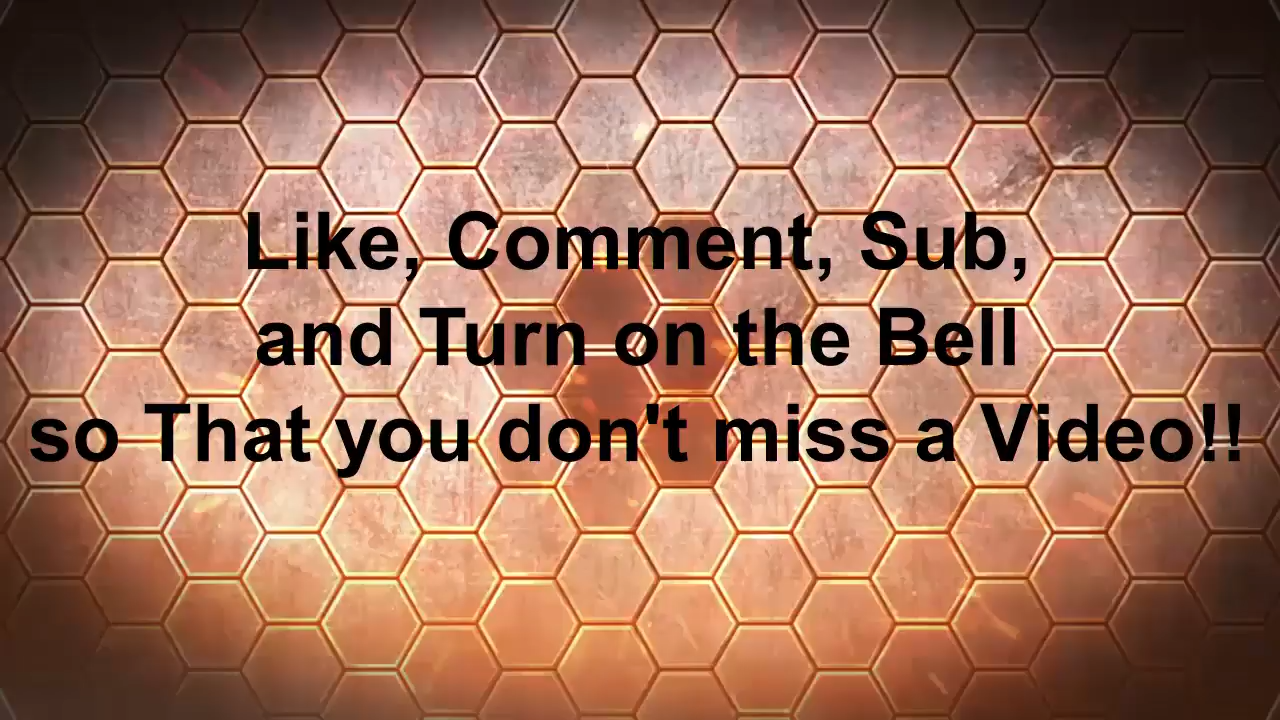 Like, Comment, Sub,
and Turn on the Bell
so That you don't miss a Video!!